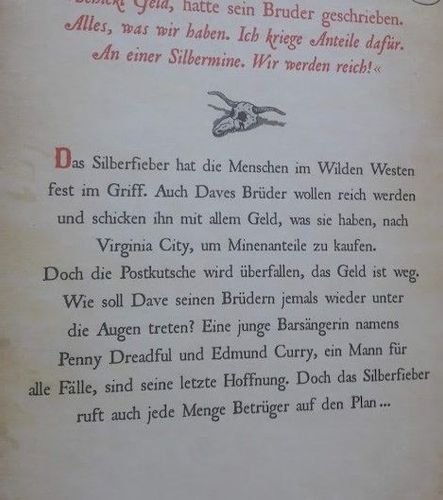 Schickt Geld, hatte sein Bruder geschrieben.
Alles, was wir haben. Ich kriege Anteile dafür.
An einer Silbermine. Wir werden reich!«
Das Silberfieber hat die Menschen im Wilden Westen
fest im Griff. Auch Daves Brüder wollen reich werden
und schicken ihn mit allem Geld, was sie haben, nach
Virginia City, um Minenanteile zu kaufen.
Doch die Postkutsche wird überfallen, das Geld ist weg.
Wie soll Dave seinen Brüdern jemals wieder unter
die Augen treten? Eine junge Barsängerin namens
Penny Dreadful und Edmund Curry, ein Mann für
alle Fälle, sind seine letzte Hoffnung. Doch das Silberfieber
ruft auch jede Menge Betrüger auf den Plan ...